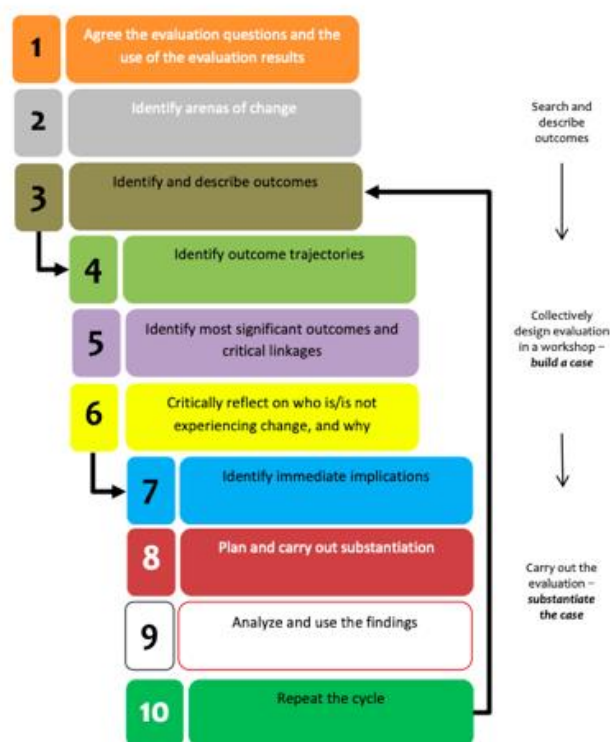 1
Agree the evaluation questions and the
use of the evaluation results
2
Identify arenas of change
3
Identify and describe outcomes
4
Identify outcome trajectories
5
Identify most significant outcomes and
critical linkages
6
Critically reflect on who is/is not
experiencing change, and why
7
Identify immediate implications
8
Plan and carry out substantiation
9
Analyze and use the findings
10
Repeat the cycle
Search and
describe
outcomes
Collectively
design evaluation
in a workshop –
build a case
Carry out the
evaluation –
substantiate
the case